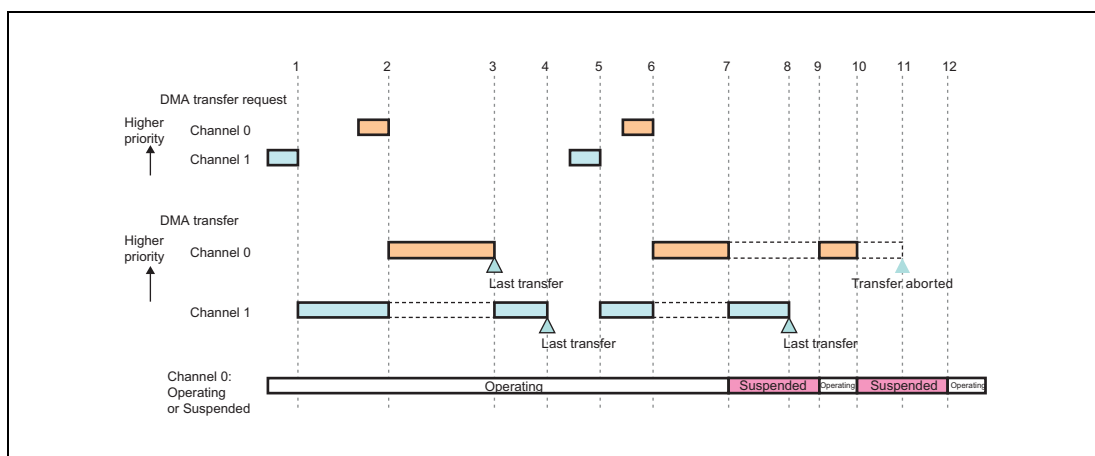 1 2 3 4 5 6 7 8 9 10 11 12
DMA transfer request
Higher
priority
Channel 0
Channel 1
DMA transfer
Higher
priority
Channel 0
Last transfer
Transfer aborted
Channel 1
Last transfer
Last transfer
Channel 0:
Operating
or Suspended
Operating Suspended Operating Suspended Operating